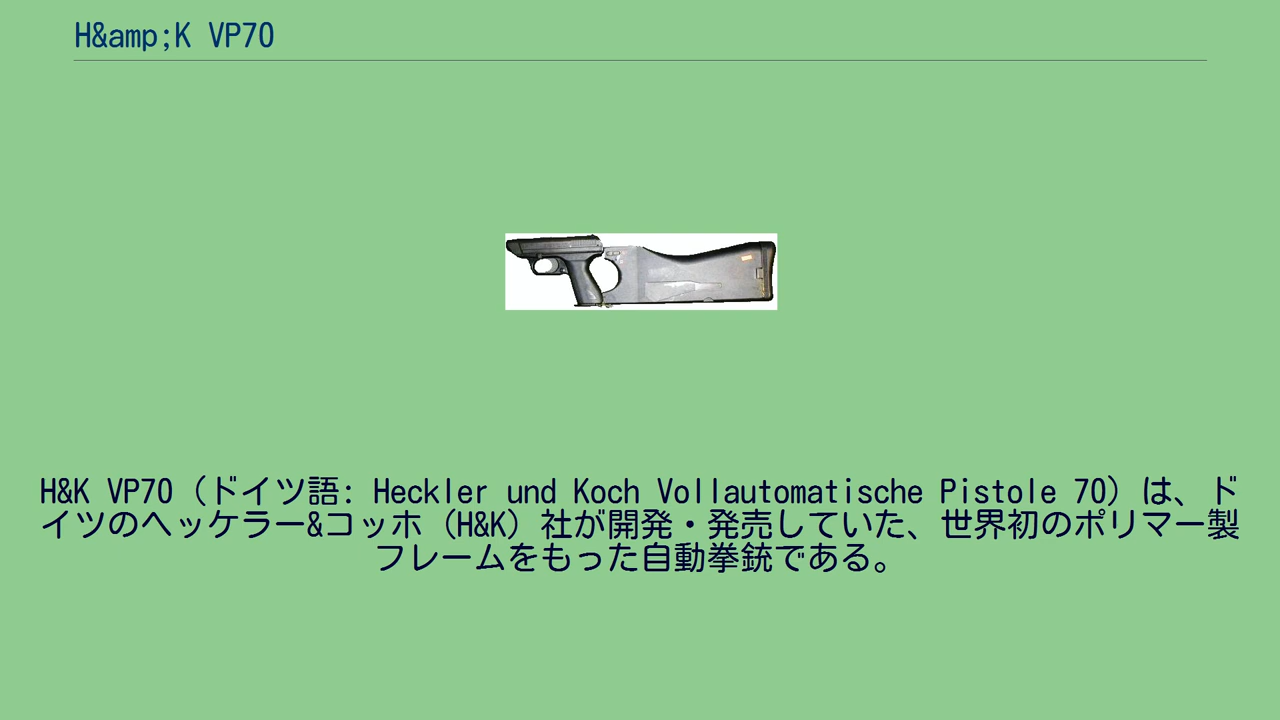 H&amp;K VP70
H&K VP70（ドイツ語: Heckler und Koch Vollautomatische Pistole 70）は、ド
イツのヘッケラー&コッホ（H&K）社が開発・発売していた、世界初のポリマー製
フレームをもった自動拳銃である。